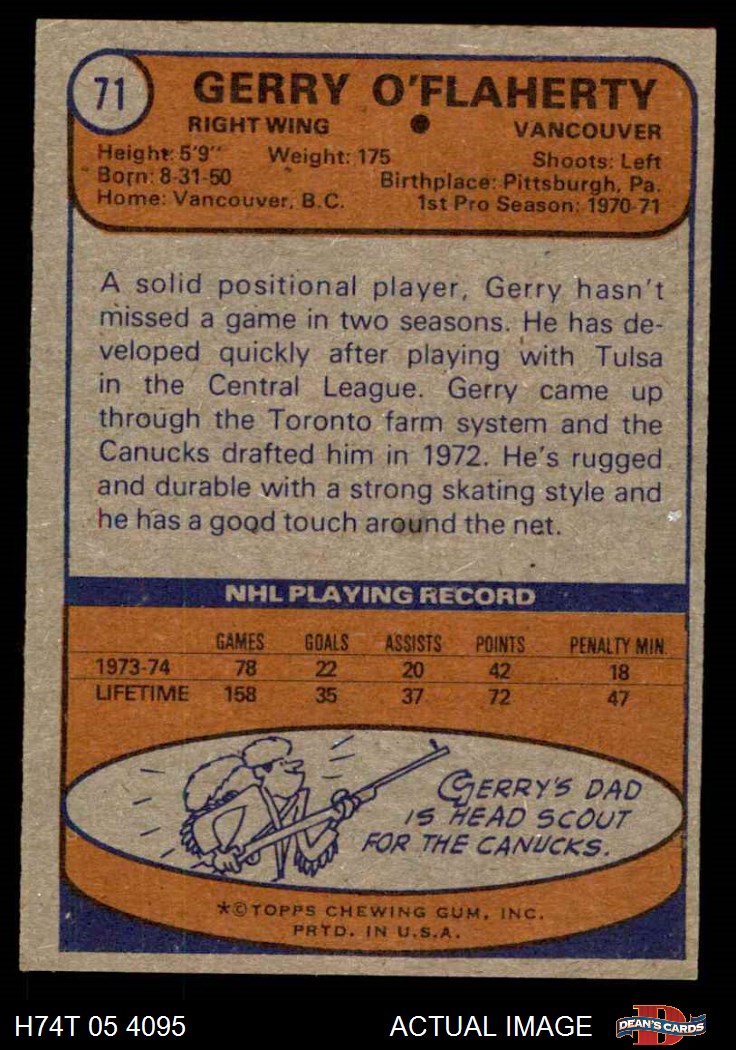 71
GERRY O'FLAHERTY
RIGHT WING ● VANCOUVER
Height: 5'9" Weight: 175 Shoots: Left
Born: 8-31-50 Birthplace: Pittsburgh, Pa.
Home: Vancouver, B.C. 1st Pro Season: 1970-71
A solid positional player, Gerry hasn't
missed a game in two seasons. He has de-
veloped quickly after playing with Tulsa
in the Central League. Gerry came up
through the Toronto farm system and the
Canucks drafted him in 1972. He's rugged
and durable with a strong skating style and
he has a good touch around the net.
NHL PLAYING RECORD
GAMES GOALS ASSISTS POINTS PENALTY MIN.
1973-74 78 22 20 42 18
LIFETIME 158 35 37 72 47
GERRY'S DAD
IS HEAD SCOUT
FOR THE CANUCKS.
*©TOPPS CHEWING GUM, INC.
PRTD. IN U.S.A.
H74T 05 4095 ACTUAL IMAGE D DEAN'S CARDS